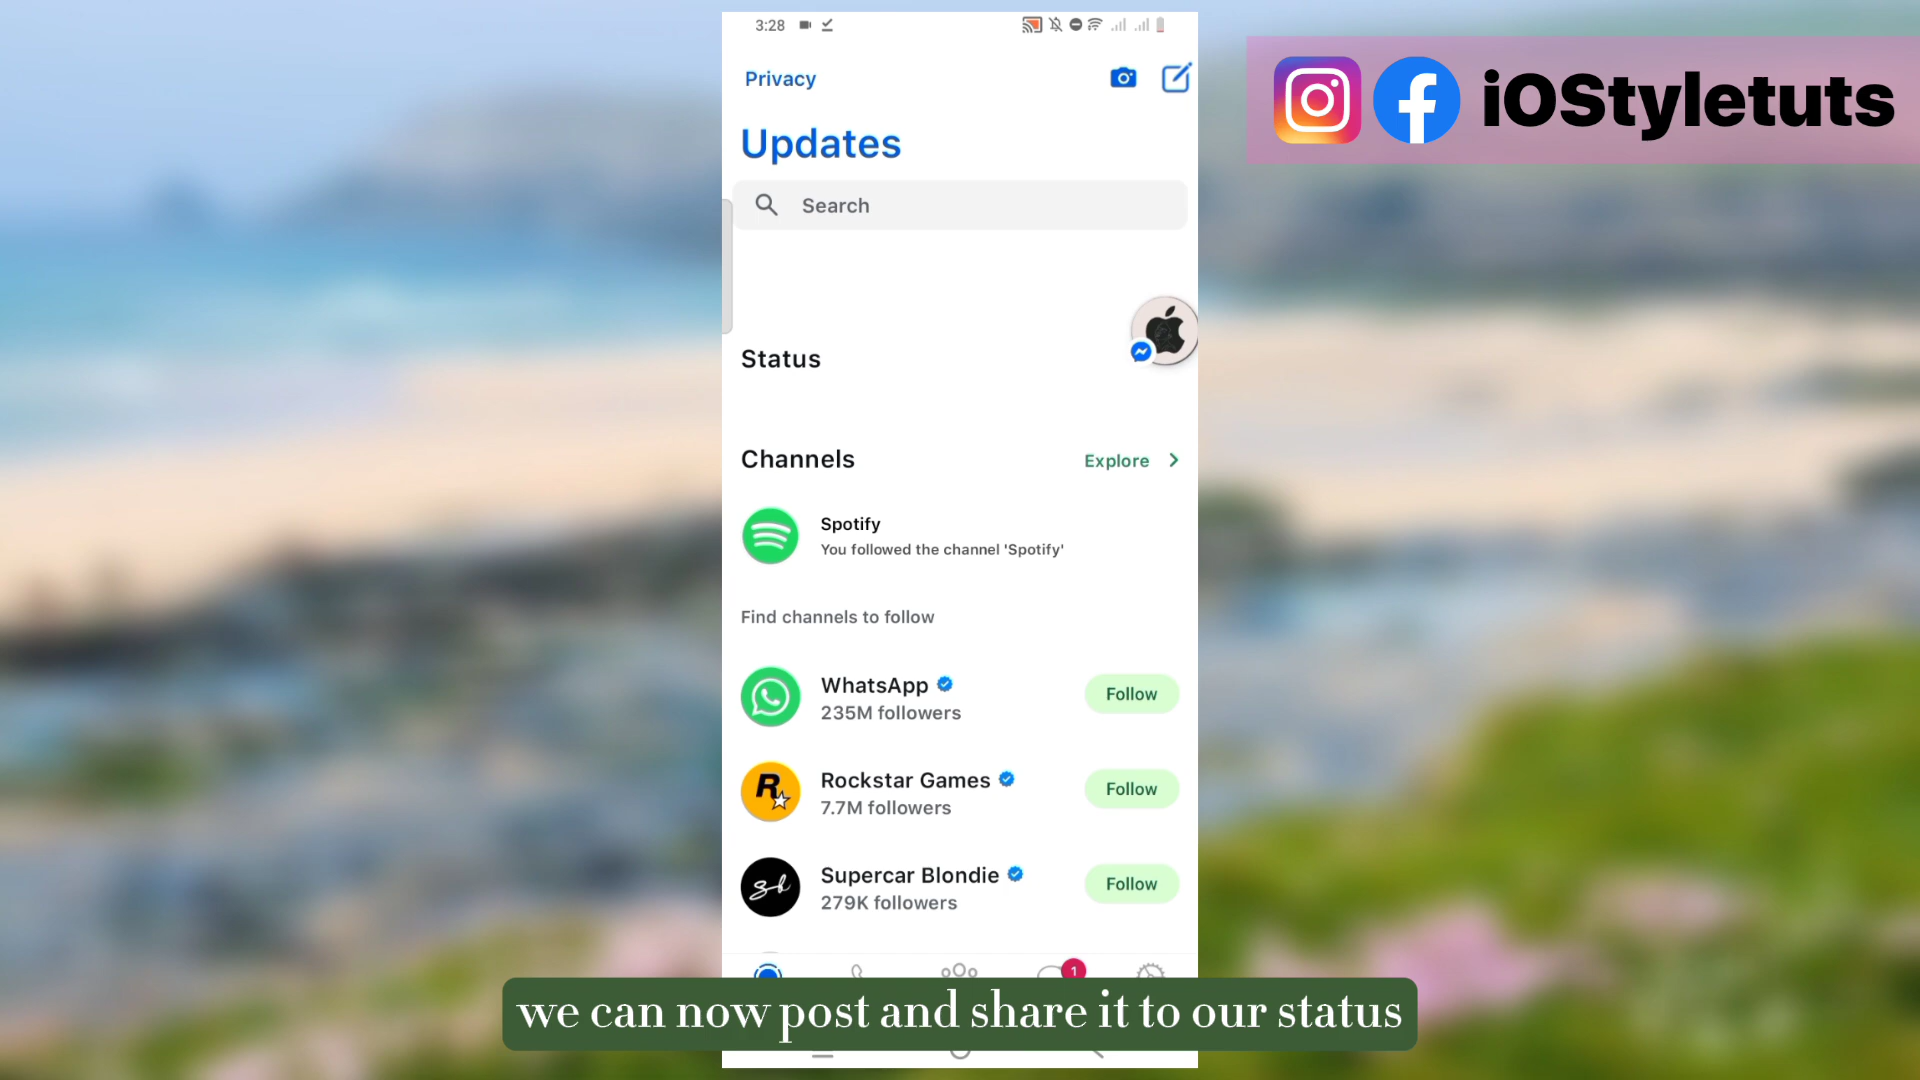 3:28
Privacy
iOStyletuts
Updates
Search
Status
Channels
Explore
Spotify
You followed the channel 'Spotify'
Find channels to follow
WhatsApp
235M followers
Follow
Rockstar Games
7.7M followers
Follow
Supercar Blondie
279K followers
Follow
1
we can now post and share it to our status